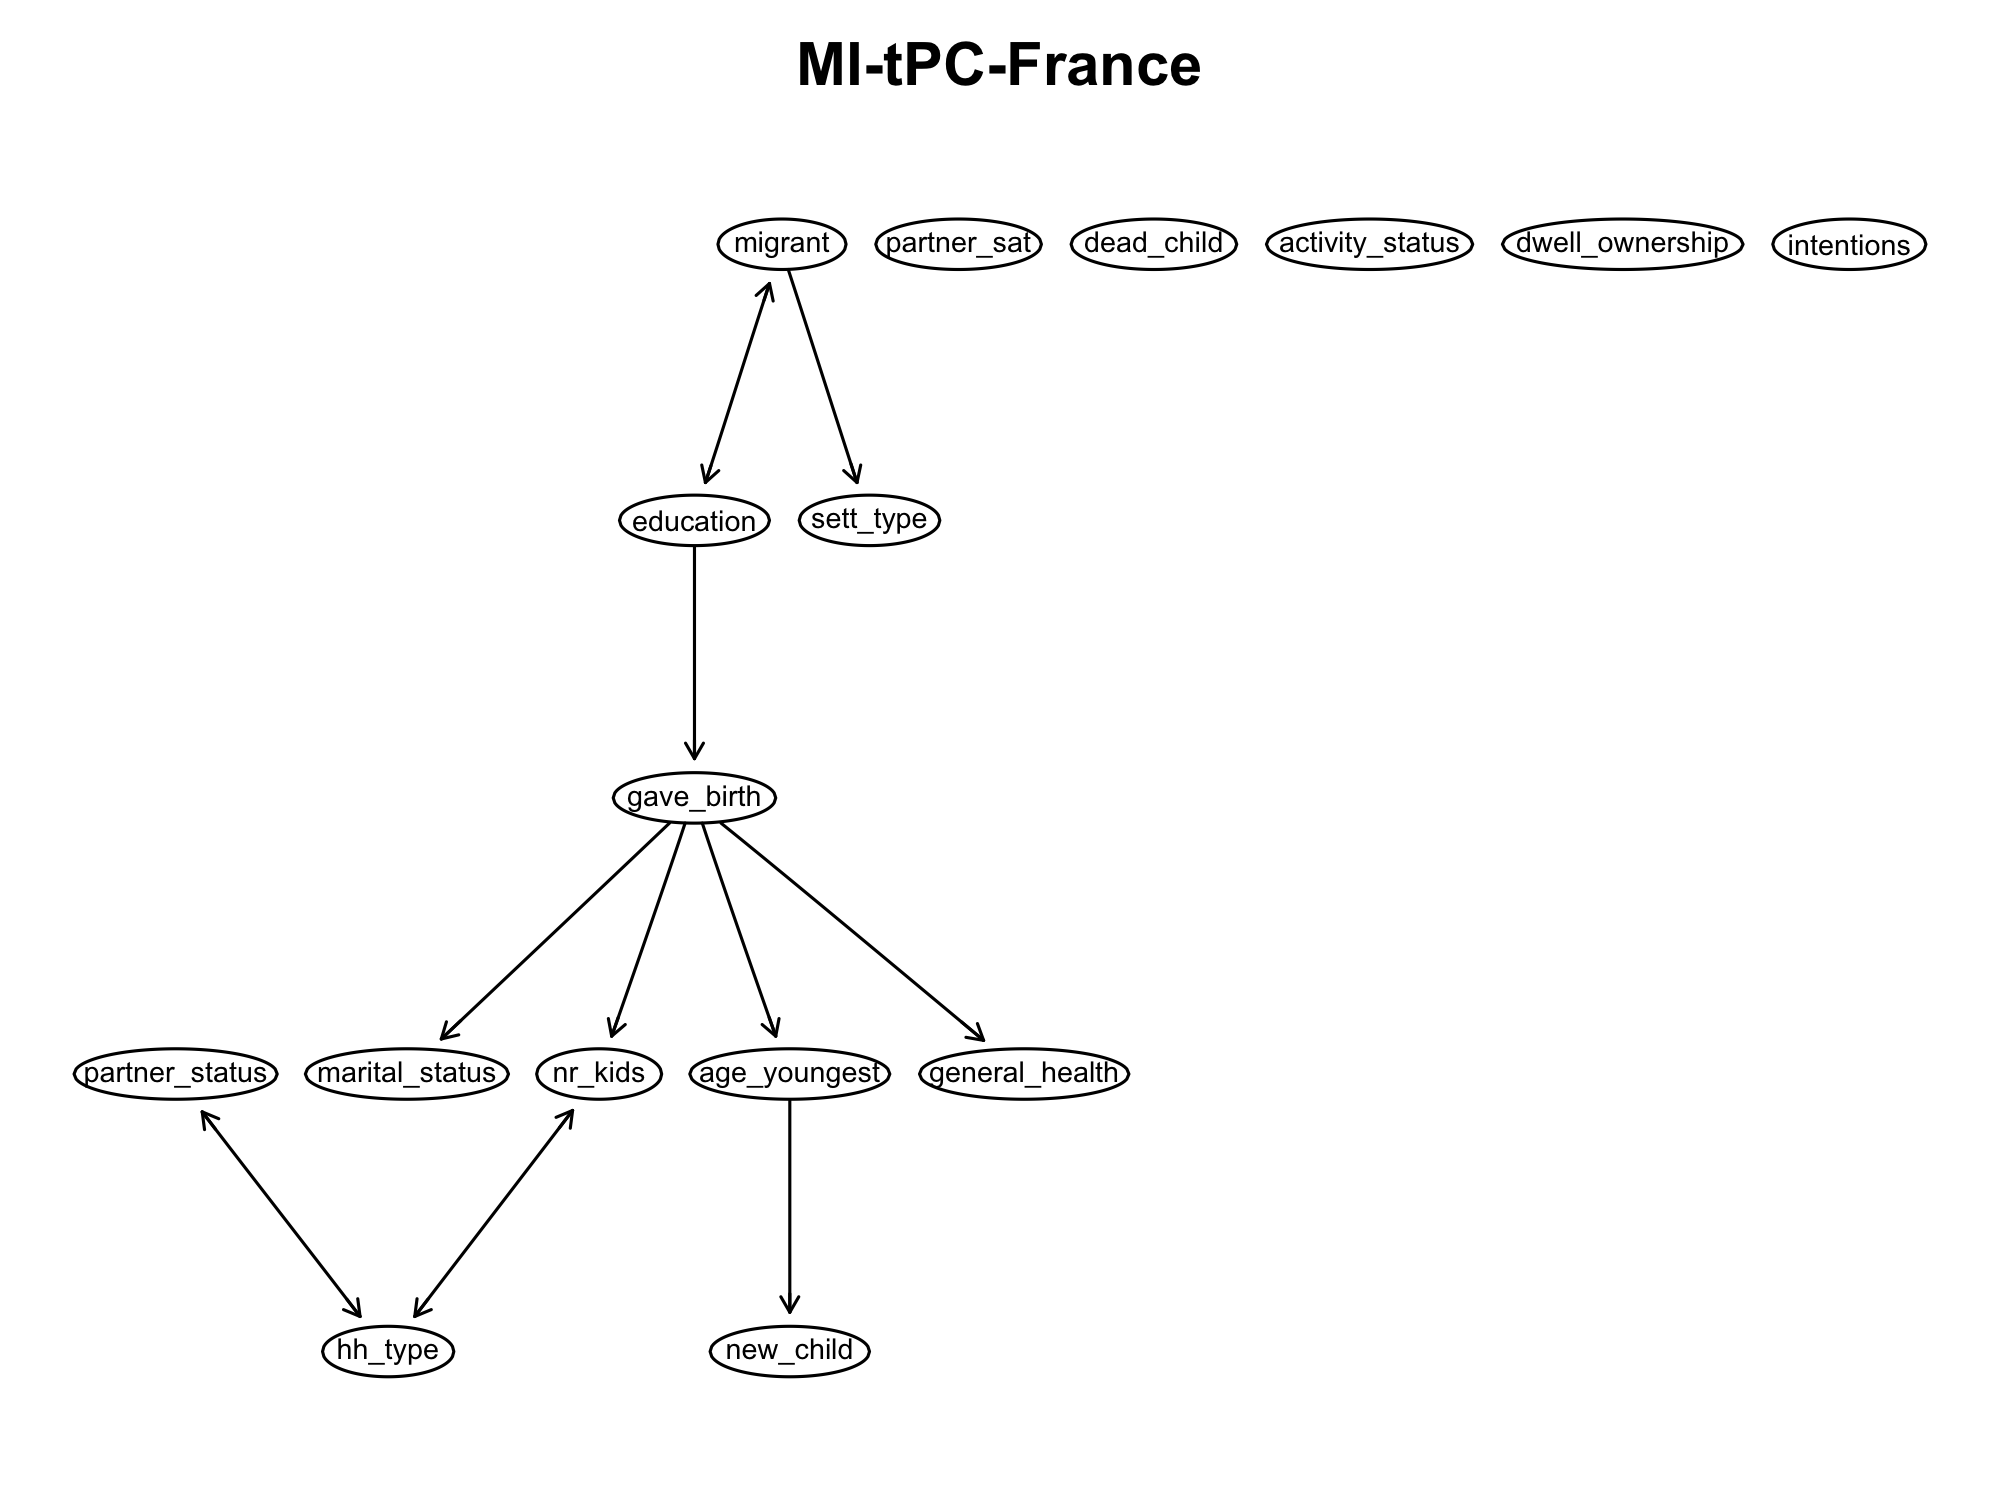 MI-tPC-France
migrant partner_sat dead_child activity_status dwell_ownership intentions
education sett_type
gave_birth
partner_status marital_status nr_kids age_youngest general_health
hh_type new_child